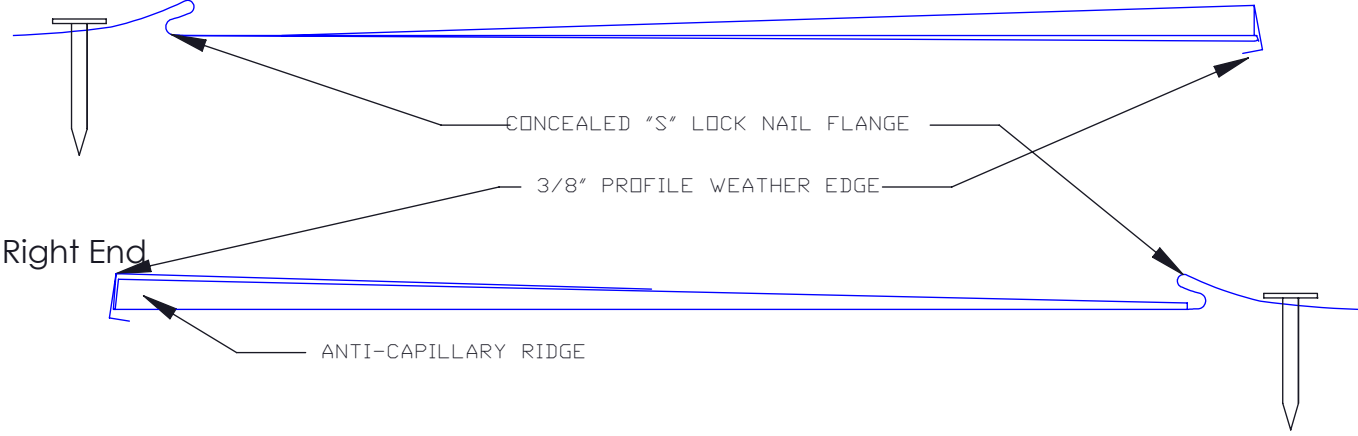 CONCEALED "S" LOCK NAIL FLANGE
3/8" PROFILE WEATHER EDGE
Right End
ANTI-CAPILLARY RIDGE